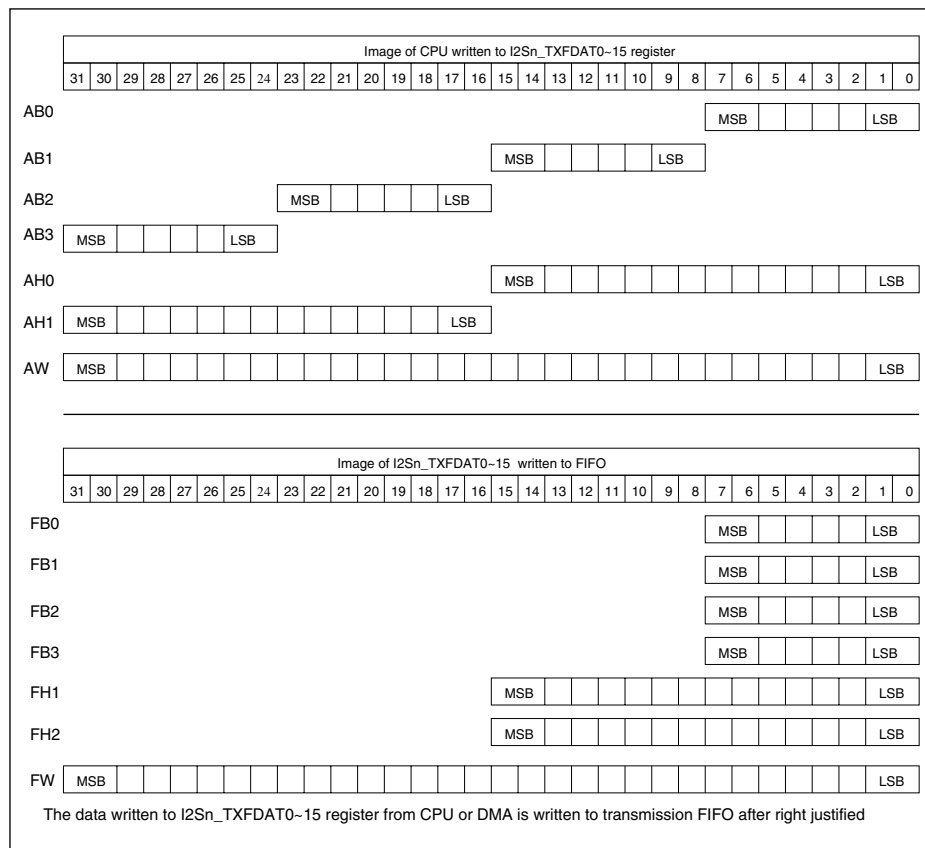 Image of CPU written to I2Sn_TXFDAT0~15 register
31 30 29 28 27 26 25 24 23 22 21 20 19 18 17 16 15 14 13 12 11 10 9 8 7 6 5 4 3 2 1 0
AB0 MSB LSB
AB1 MSB LSB
AB2 MSB LSB
AB3 MSB LSB
AH0 MSB LSB
AH1 MSB LSB
AW MSB LSB
Image of I2Sn_TXFDAT0~15 written to FIFO
31 30 29 28 27 26 25 24 23 22 21 20 19 18 17 16 15 14 13 12 11 10 9 8 7 6 5 4 3 2 1 0
FB0 MSB LSB
FB1 MSB LSB
FB2 MSB LSB
FB3 MSB LSB
FH1 MSB LSB
FH2 MSB LSB
FW MSB LSB
The data written to I2Sn_TXFDAT0~15 register from CPU or DMA is written to transmission FIFO after right justified